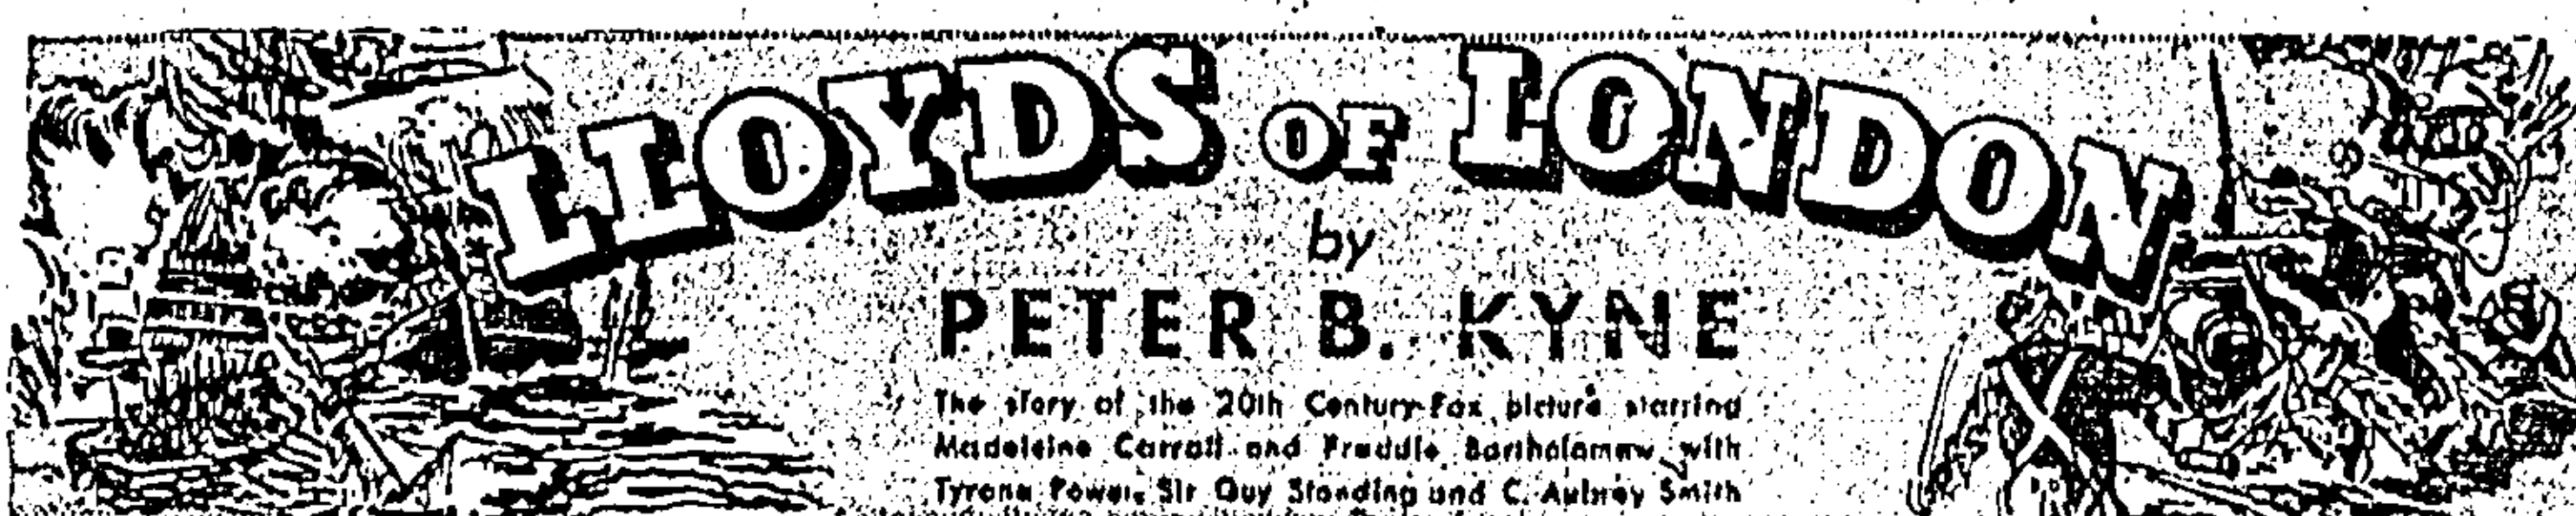 LLOYDS OF LONDON
by
PETER B. KYNE
The story of the 20th Century-Fox picture starring
Madeleine Carroll and Freddie Bartholomew with
Tyrone Power, Sir Guy Standing and C. Aubrey Smith